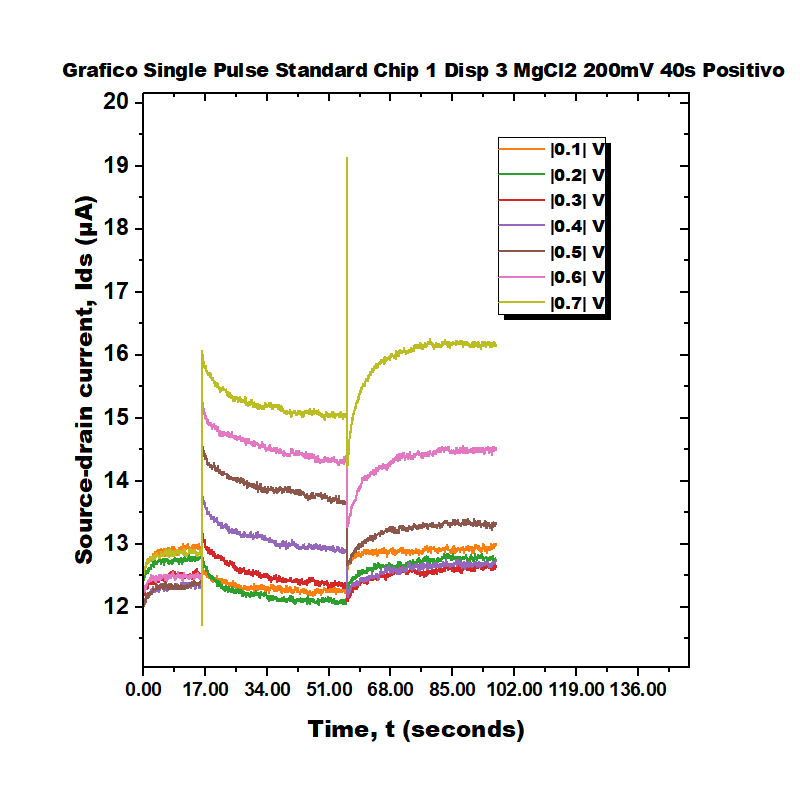 Grafico Single Pulse Standard Chip 1 Disp 3 MgCl2 200mV 40s Positivo
20
19
18
17
16
15
14
13
12
Source-drain current, Ids (µA)
|0.1| V
|0.2| V
|0.3| V
|0.4| V
|0.5| V
|0.6| V
|0.7| V
0.00 17.00 34.00 51.00 68.00 85.00 102.00 119.00 136.00
Time, t (seconds)